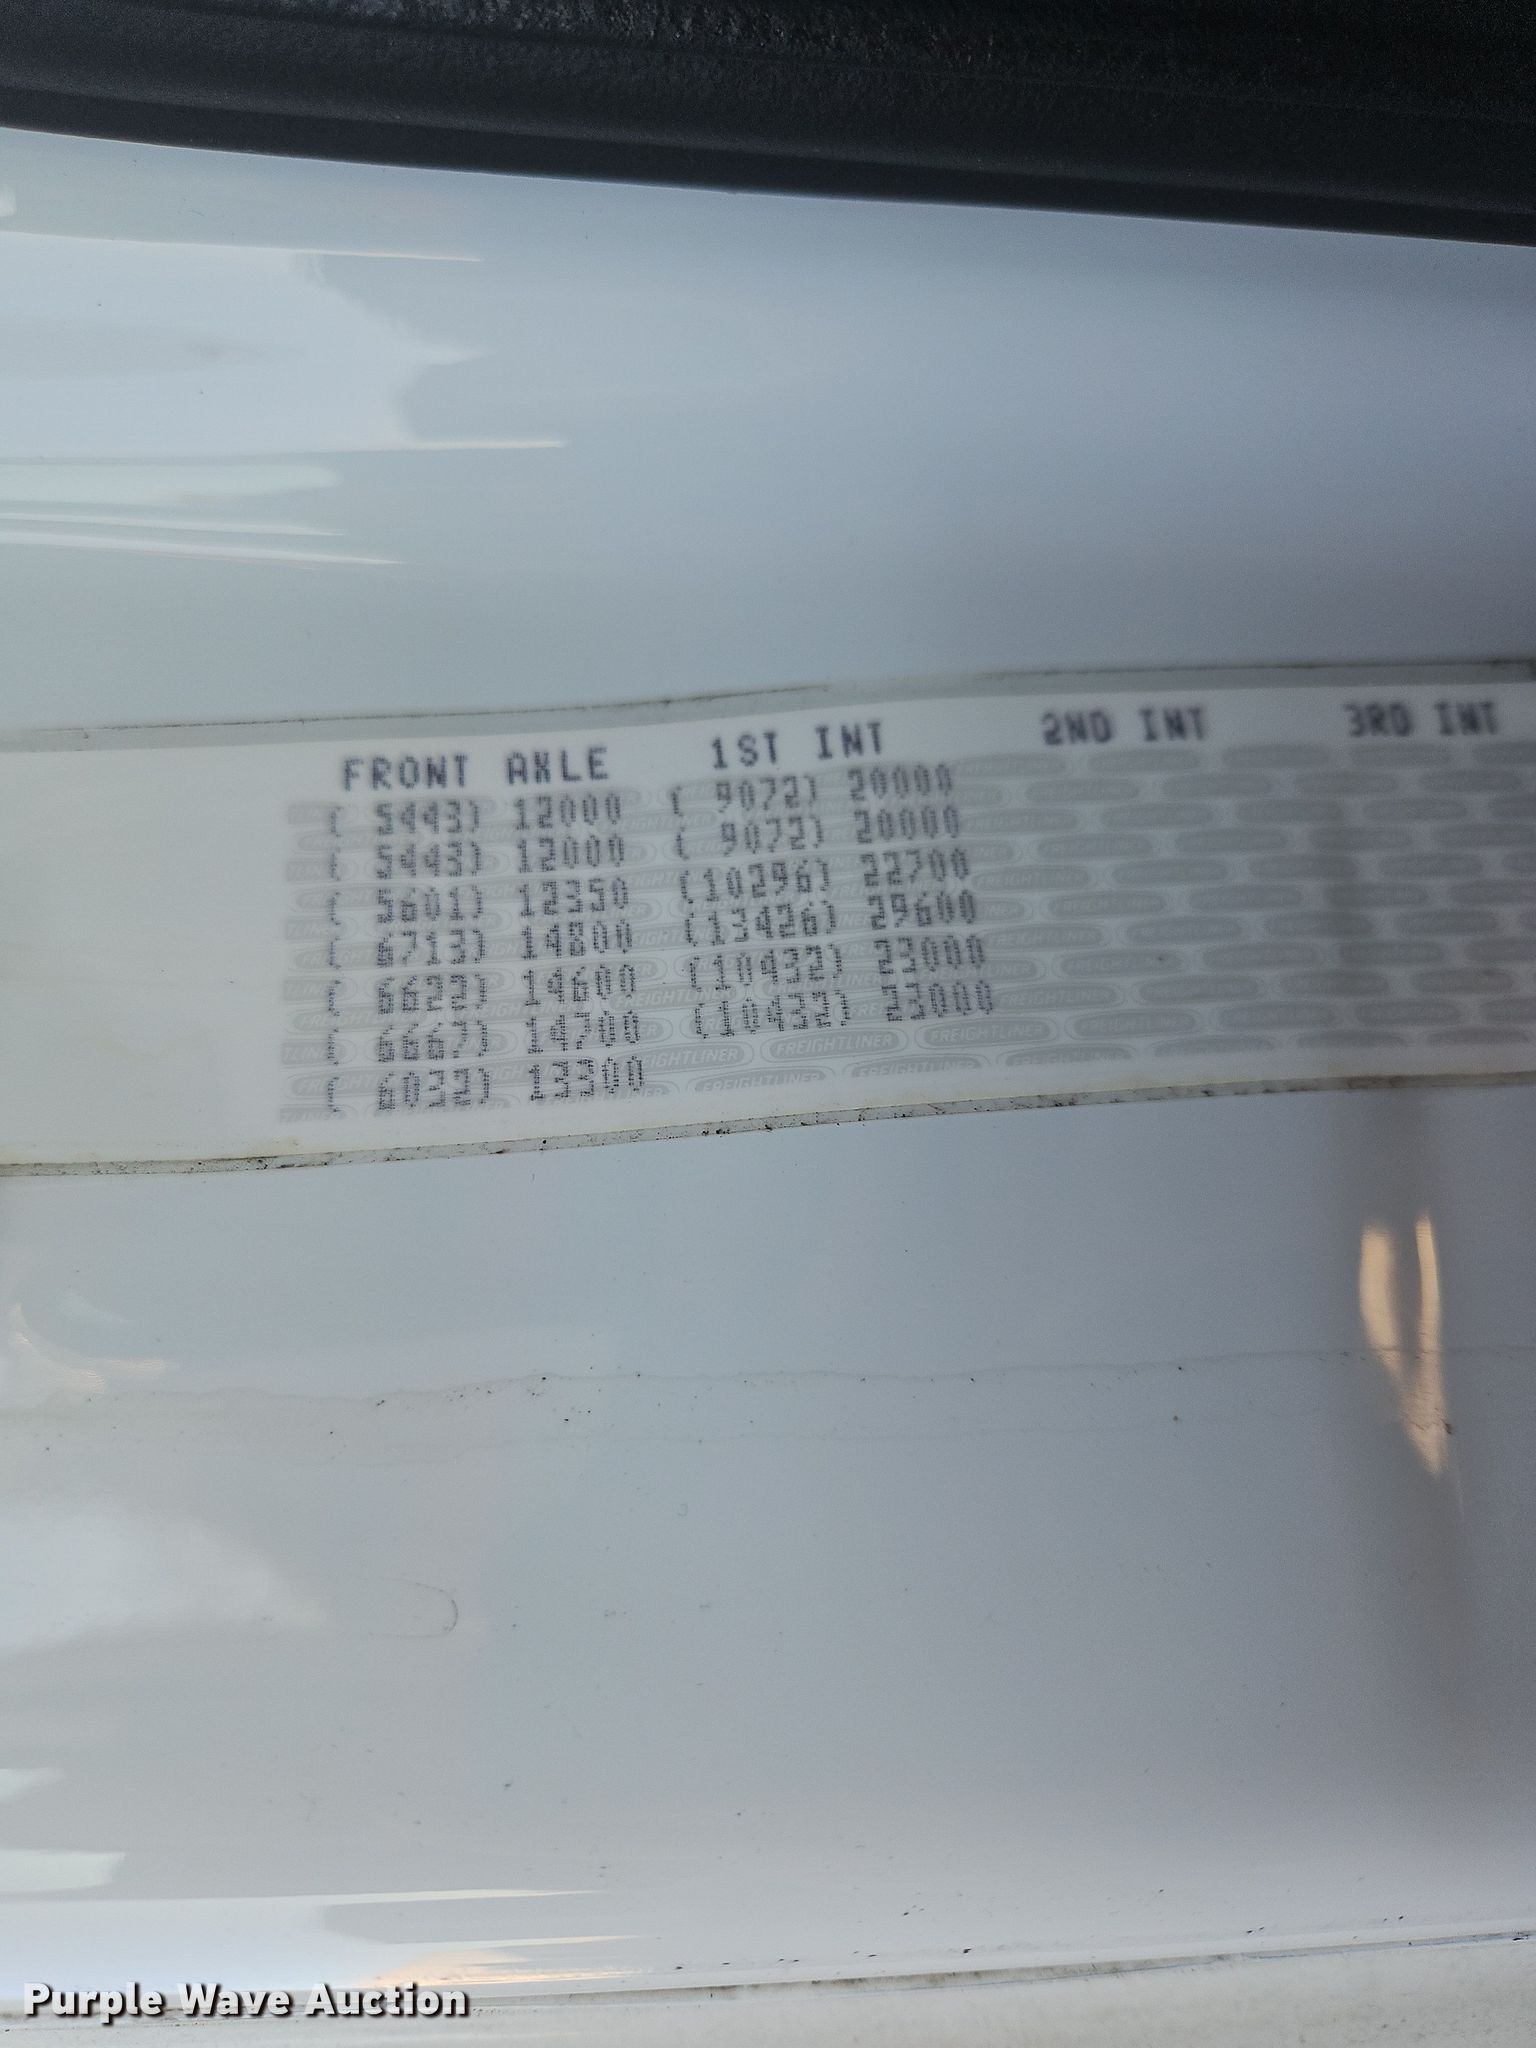 FRONT AXLE 1ST INT 2ND INT 3RD INT
( 5443) 12000 ( 9072) 20000
( 5443) 12000 ( 9072) 20000
( 5601) 12350 (10296) 22700
( 6713) 14800 (13426) 29600
( 6622) 14600 (10432) 23000
( 6667) 14700 (10432) 23000
( 6032) 13300
FREIGHTLINER
Purple Wave Auction